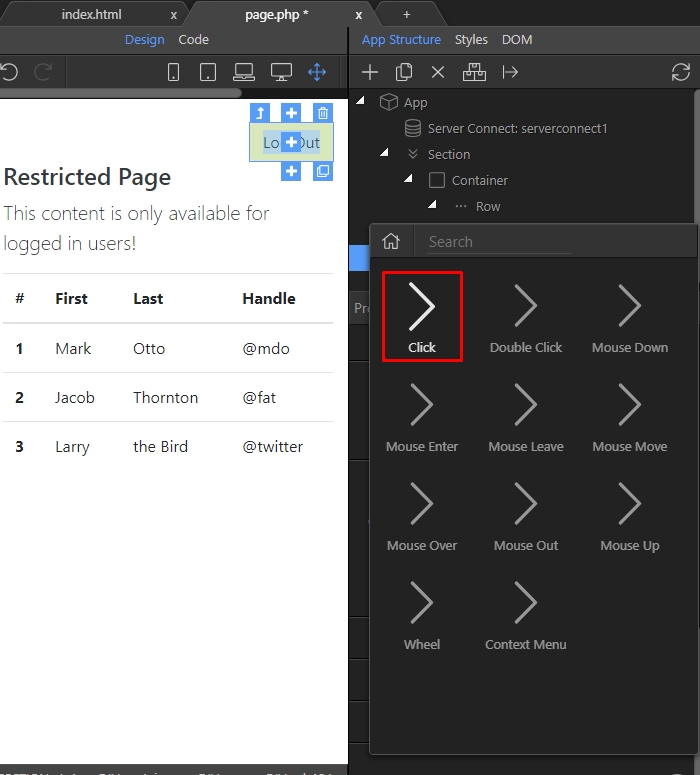 index.html x page.php * x +
Design Code
App Structure Styles DOM
App
Server Connect: serverconnect1
Section
Container
Row
Restricted Page
This content is only available for
logged in users!
# First Last Handle
1 Mark Otto @mdo
2 Jacob Thornton @fat
3 Larry the Bird @twitter
Search
Click Double Click Mouse Down
Mouse Enter Mouse Leave Mouse Move
Mouse Over Mouse Out Mouse Up
Wheel Context Menu